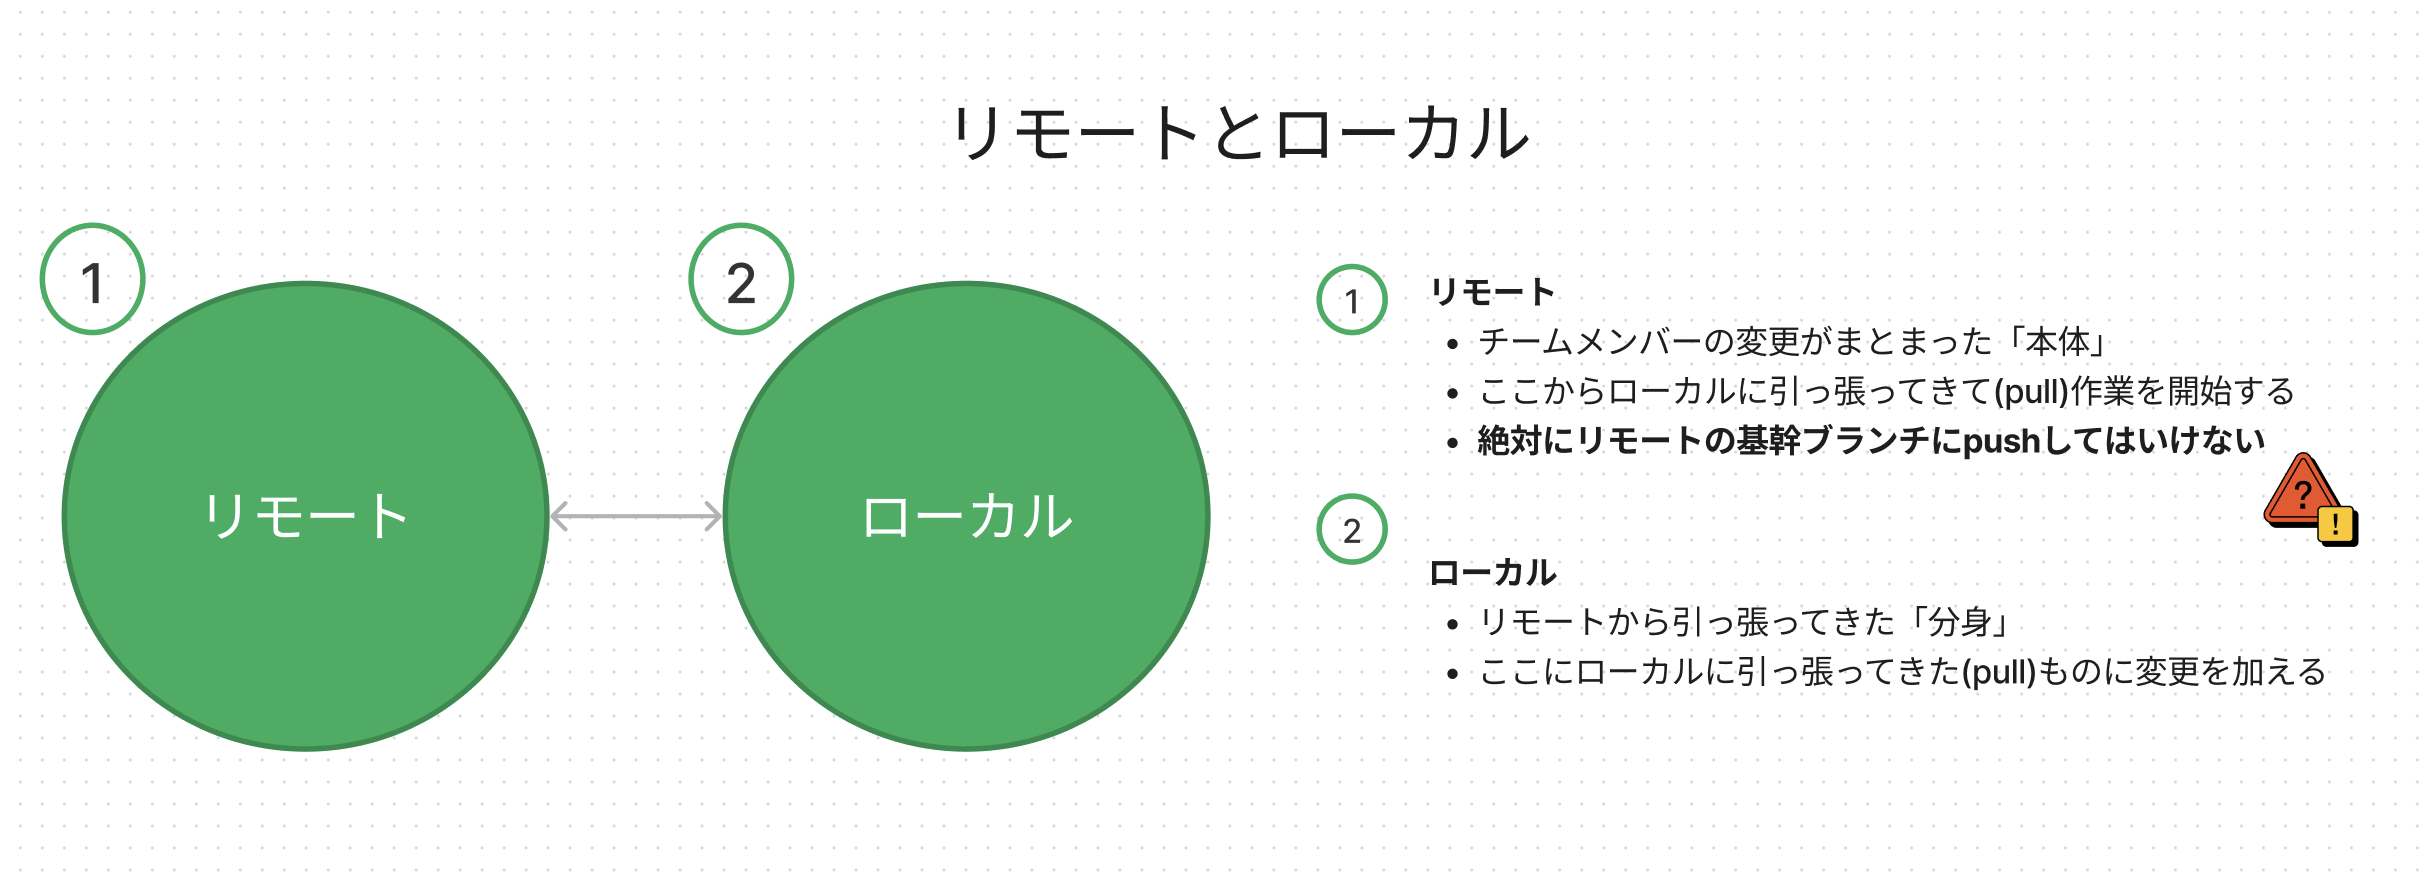 リモートとローカル
1
リモート
2
ローカル
1
リモート
• チームメンバーの変更がまとまった「本体」
• ここからローカルに引っ張ってきて(pull)作業を開始する
• 絶対にリモートの基幹ブランチにpushしてはいけない
?
!
2
ローカル
• リモートから引っ張ってきた「分身」
• ここにローカルに引っ張ってきた(pull)ものに変更を加える